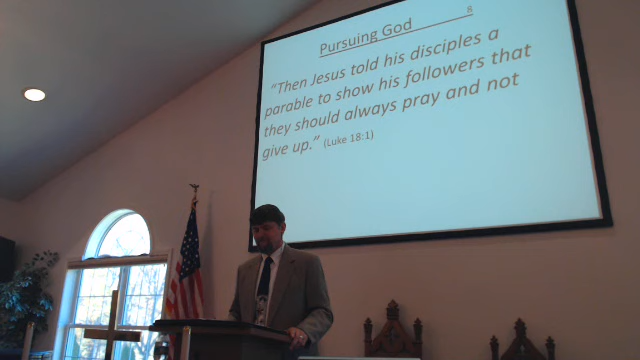 Pursuing God
8
“Then Jesus told his disciples a
parable to show his followers that
they should always pray and not
give up.” (Luke 18:1)